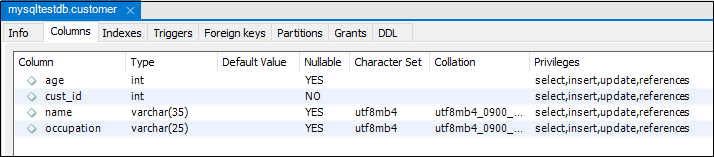 mysqltestdb.customer ×
Info Columns Indexes Triggers Foreign keys Partitions Grants DDL
Column Type Default Value Nullable Character Set Collation Privileges
age int YES select,insert,update,references
cust_id int NO select,insert,update,references
name varchar(35) YES utf8mb4 utf8mb4_0900_... select,insert,update,references
occupation varchar(25) YES utf8mb4 utf8mb4_0900_... select,insert,update,references